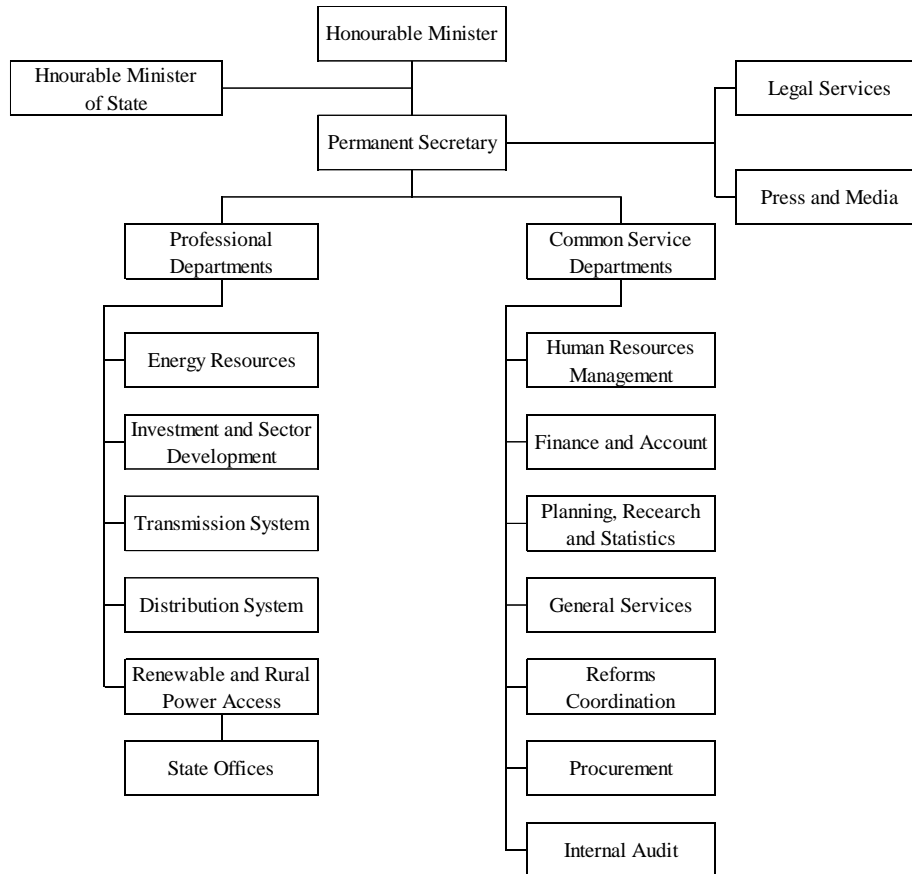 Honourable Minister
Hnourable Minister
of State
Legal Services
Permanent Secretary
Press and Media
Professional
Departments
Common Service
Departments
Energy Resources
Human Resources
Management
Investment and Sector
Development
Finance and Account
Transmission System
Planning, Recearch
and Statistics
Distribution System
General Services
Renewable and Rural
Power Access
Reforms
Coordination
State Offices
Procurement
Internal Audit